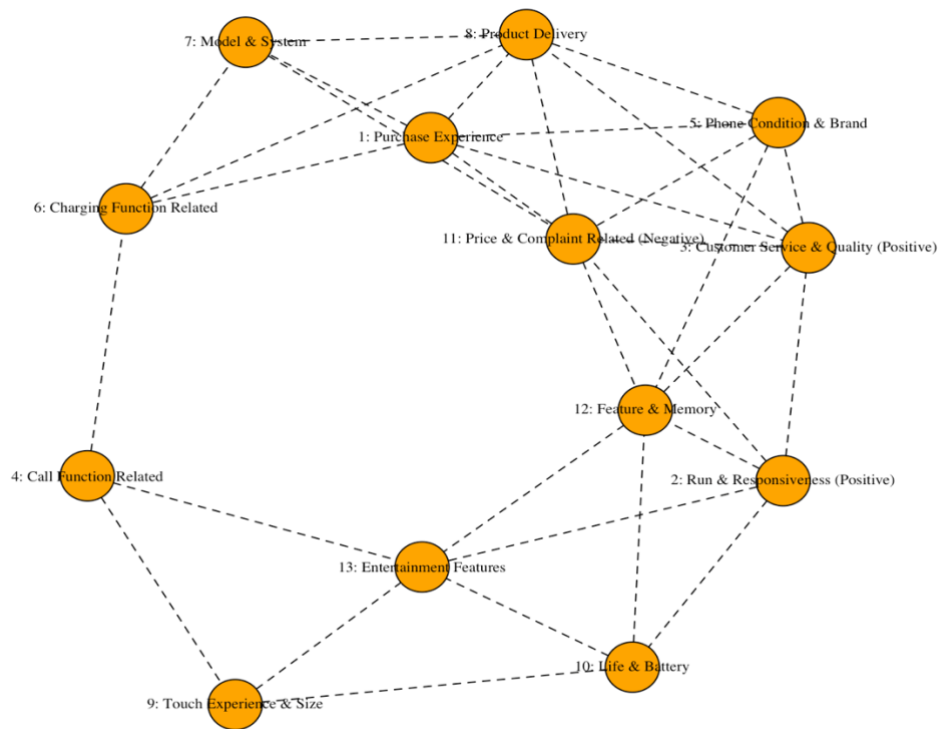 7: Model & System
8: Product Delivery
5: Phone Condition & Brand
1: Purchase Experience
6: Charging Function Related
11: Price & Complaint Related (Negative)
3: Customer Service & Quality (Positive)
12: Feature & Memory
4: Call Function Related
2: Run & Responsiveness (Positive)
13: Entertainment Features
10: Life & Battery
9: Touch Experience & Size